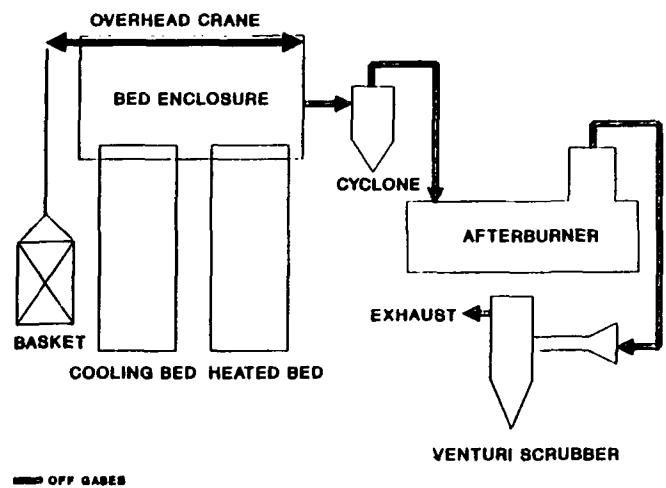 OVERHEAD CRANE
BED ENCLOSURE
CYCLONE
AFTERBURNER
EXHAUST
BASKET
COOLING BED
HEATED BED
VENTURI SCRUBBER
OFF GASES